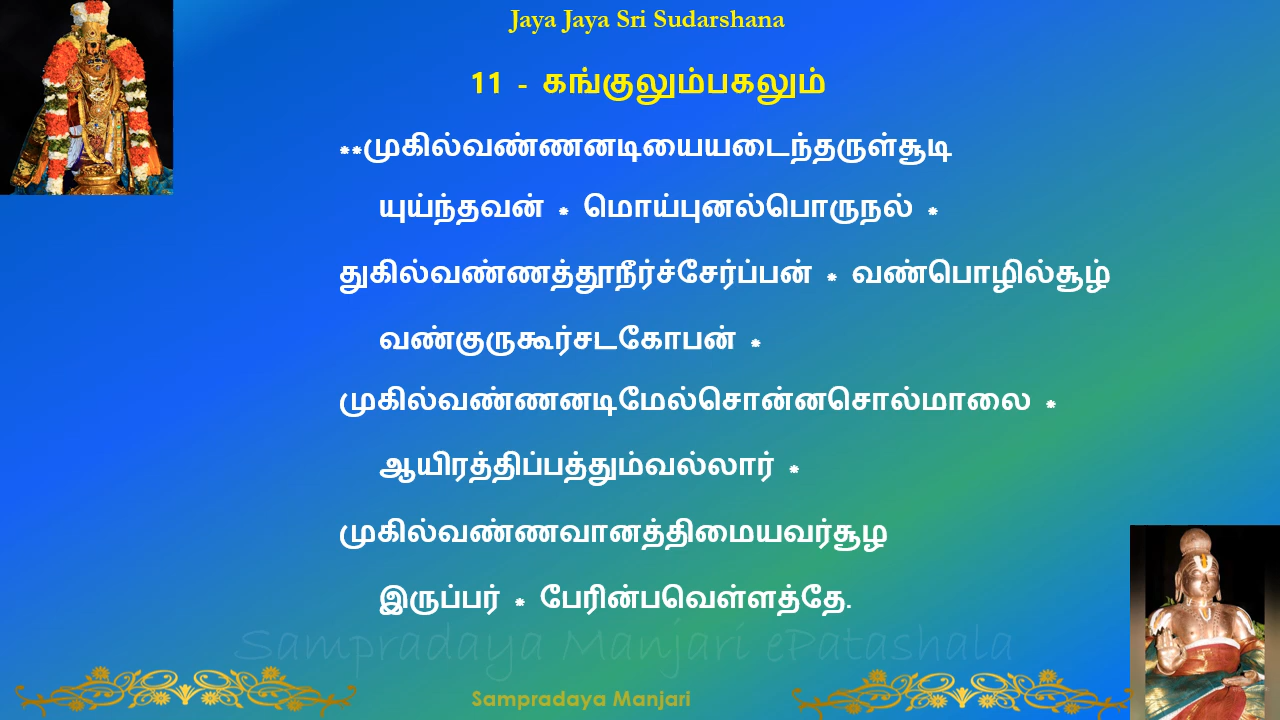 Jaya Jaya Sri Sudarshana
11 - கங்குலும்பகலும்
**முகில்வண்ணனடியையடைந்தருள்சூடி
யுய்ந்தவன் * மொய்புனல்பொருநல் *
துகில்வண்ணத்தூநீர்ச்சேர்ப்பன் * வண்பொழில்சூழ்
வண்குருகூர்சடகோபன் *
முகில்வண்ணனடிமேல்சொன்னசொல்மாலை *
ஆயிரத்திப்பத்தும்வல்லார் *
முகில்வண்ணவானத்திமையவர்சூழ
இருப்பர் * பேரின்பவெள்ளத்தே.
Sampradaya Manjari ePatashala
Sampradaya Manjari